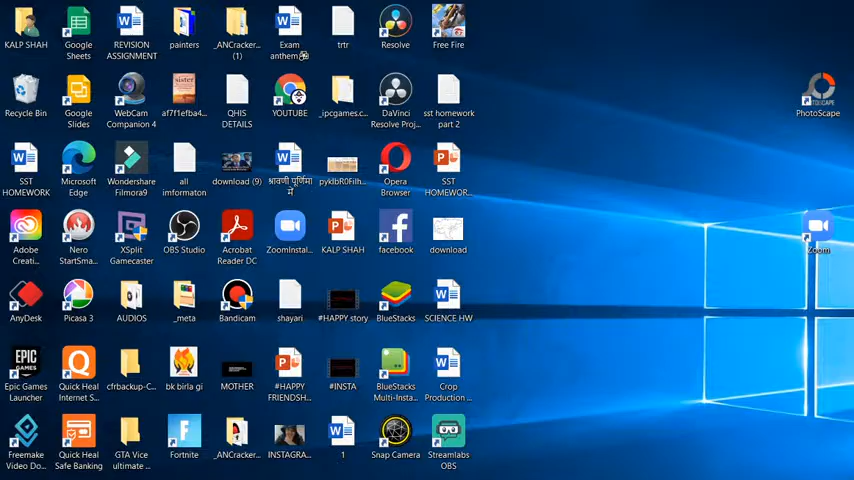 KALP SHAH
Google
Sheets
REVISION
ASSIGNMENT
painters
_ANCracker...
(1)
Exam
anthem
trtr
Resolve
Free Fire
Recycle Bin
Google
Slides
WebCam
Companion 4
sister
af7f1efba4...
QHIS
DETAILS
YOUTUBE
_ipcgames.c...
DaVinci
Resolve Proj...
sst homework
part 2
PHOTOSCAPE
PhotoScape
SST
HOMEWORK
Microsoft
Edge
Wondershare
Filmora9
all
imformaton
download (9)
श्रावणी पूर्णिमा
में
pyklbR0Filh...
Opera
Browser
SST
HOMEWOR...
Adobe
Creati...
Nero
StartSma...
XSplit
Gamecaster
OBS Studio
Acrobat
Reader DC
ZoomInstal...
KALP SHAH
facebook
download
Zoom
AnyDesk
Picasa 3
AUDIOS
_meta
Bandicam
shayari
#HAPPY story
BlueStacks
SCIENCE HW
EPIC
GAMES
Epic Games
Launcher
Quick Heal
Internet S...
cfrbackup-C...
bk birla gi
MOTHER
#HAPPY
FRIENDSH...
#INSTA
BlueStacks
Multi-Insta...
Crop
Production ...
Freemake
Video Do...
Quick Heal
Safe Banking
GTA Vice
ultimate ...
Fortnite
_ANCracker...
INSTAGRA...
1
Snap Camera
Streamlabs
OBS